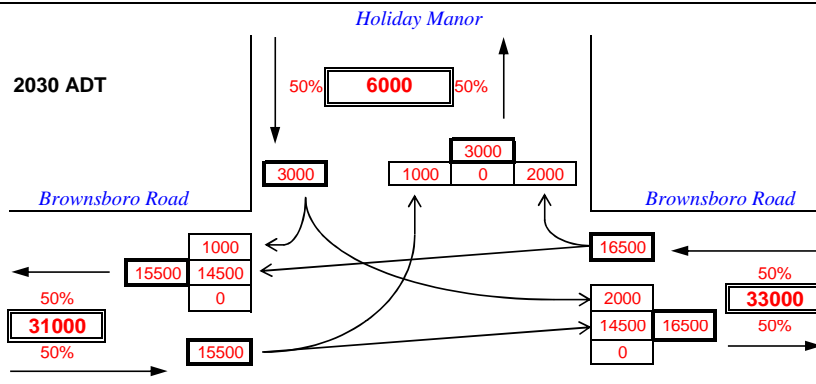 Holiday Manor
2030 ADT
50% 6000 50%
3000
3000 1000 0 2000
Brownsboro Road Brownsboro Road
1000 16500
15500 14500 50%
50% 0 2000 33000
31000 14500 16500 50%
50% 15500 0